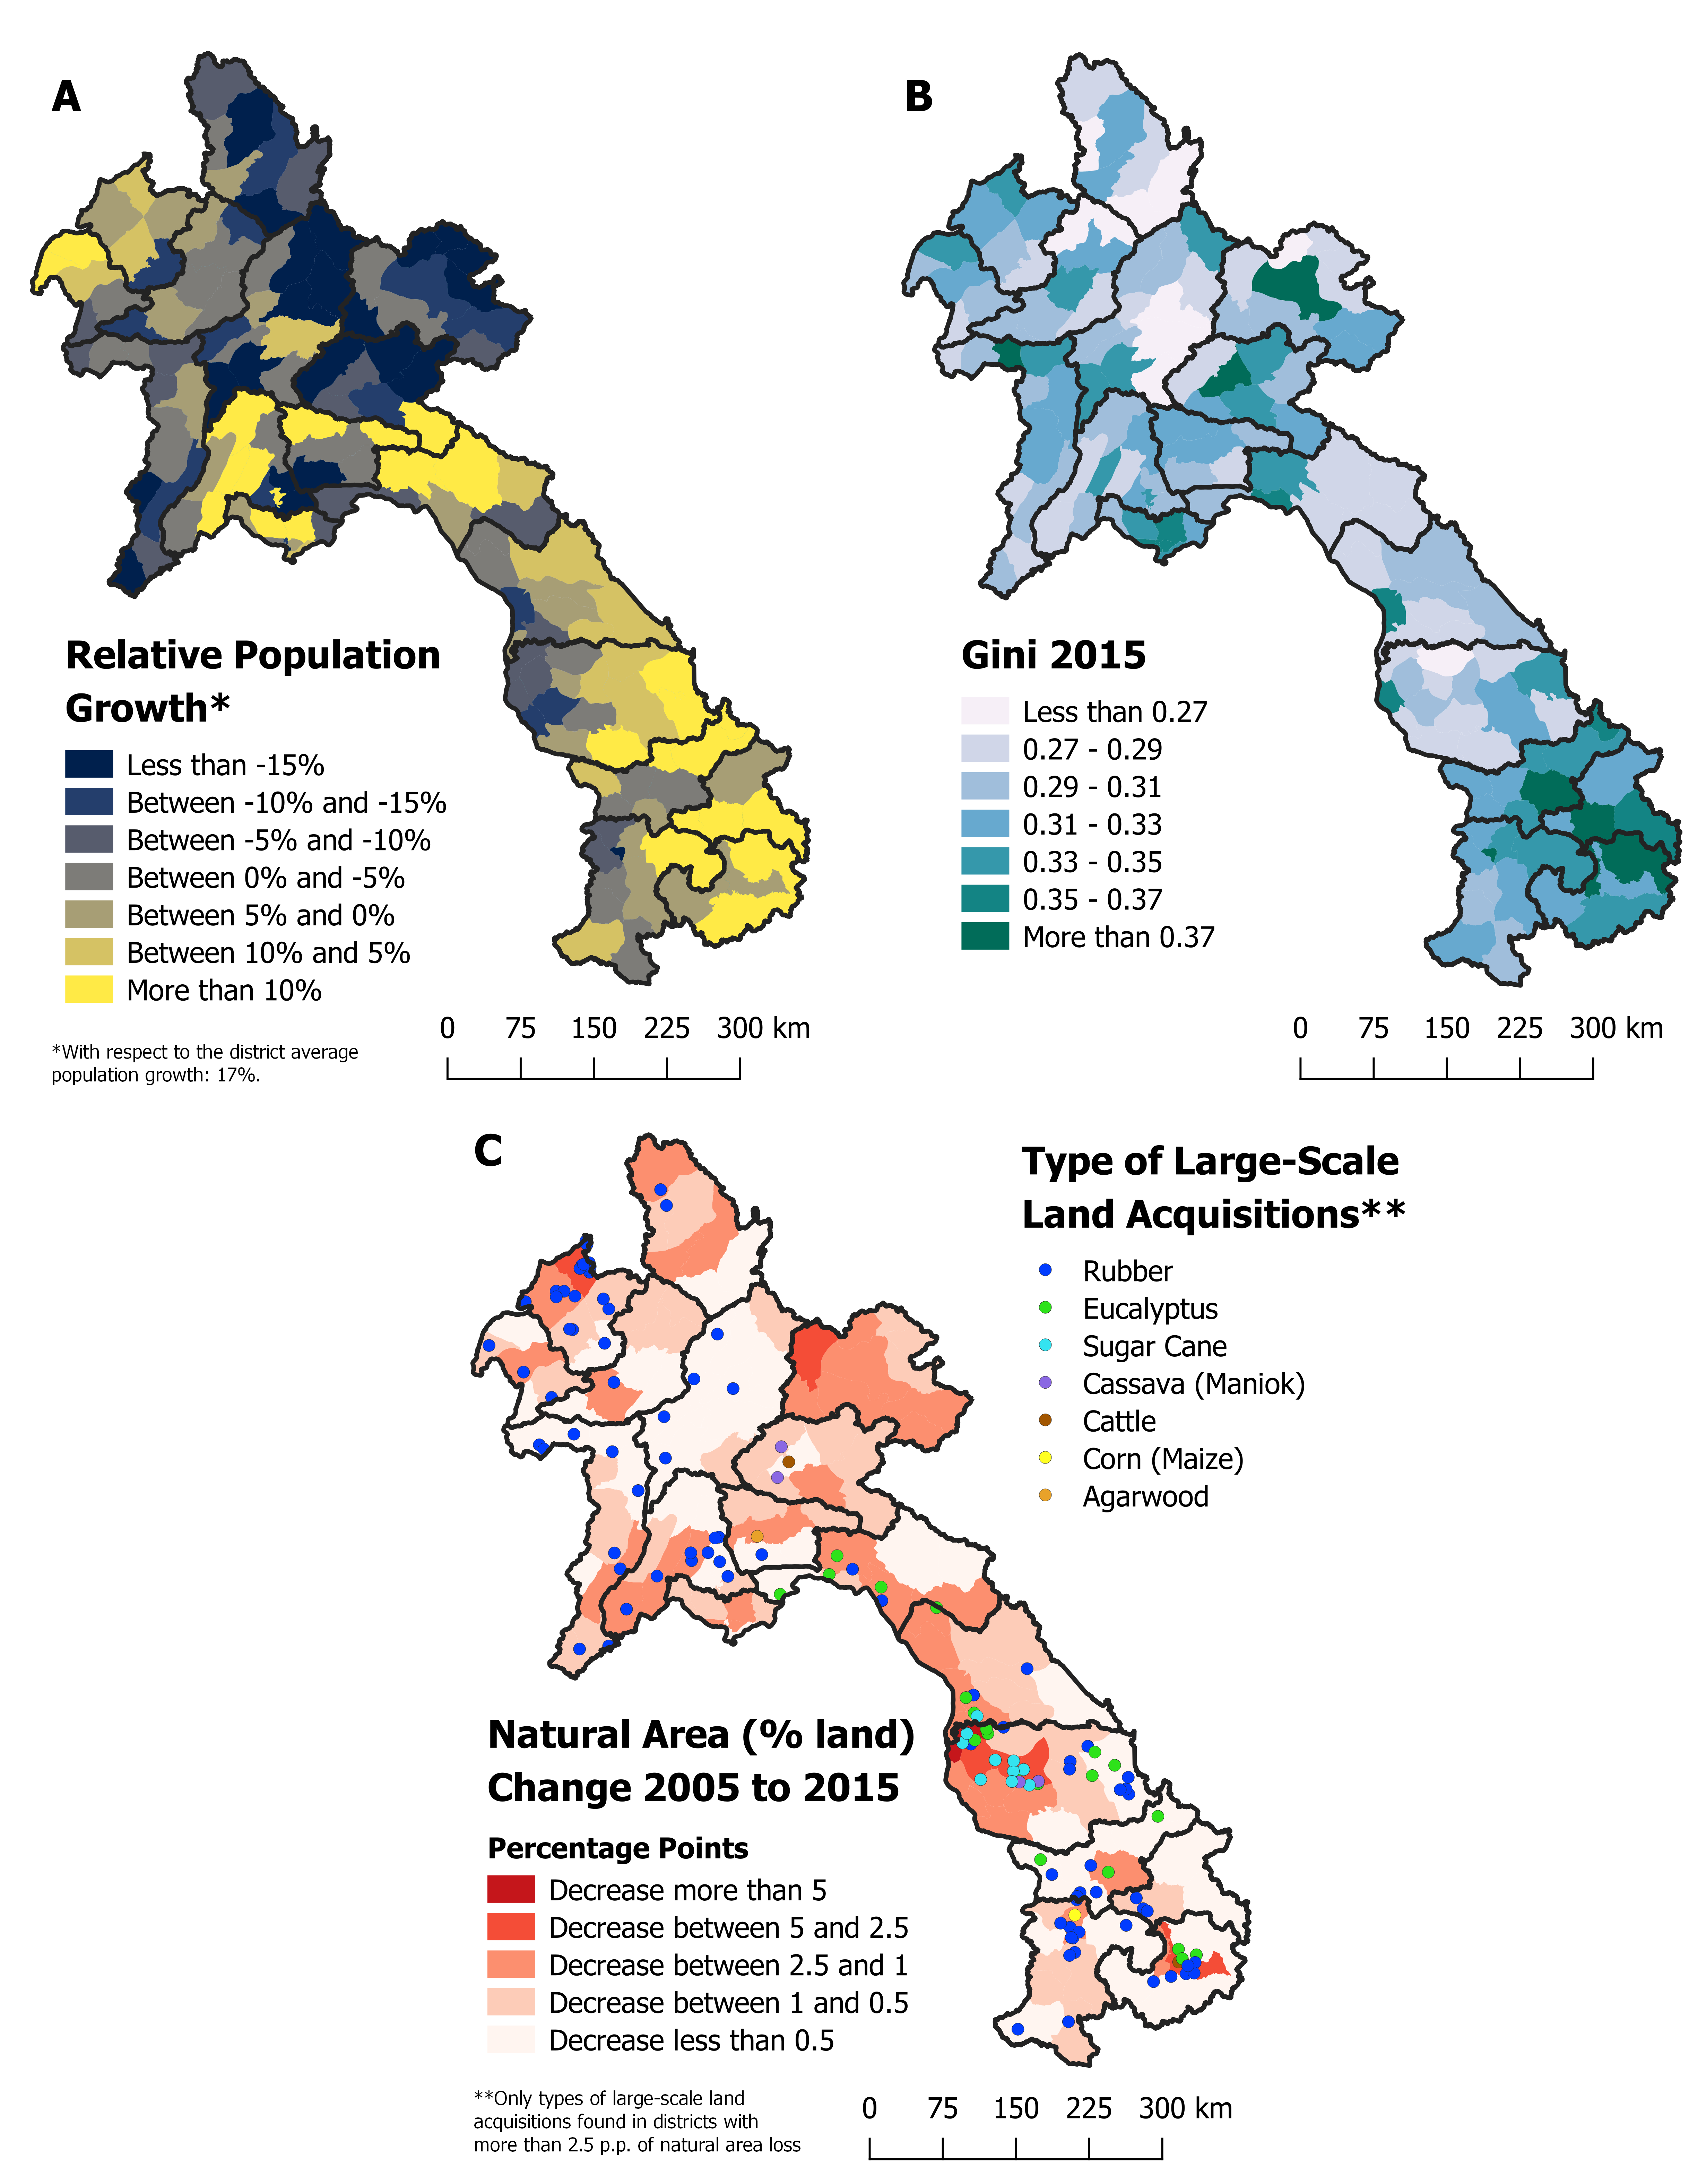 A
Relative Population
Growth*
Less than -15%
Between -10% and -15%
Between -5% and -10%
Between 0% and -5%
Between 5% and 0%
Between 10% and 5%
More than 10%
*With respect to the district average
population growth: 17%.
0 75 150 225 300 km
B
Gini 2015
Less than 0.27
0.27 - 0.29
0.29 - 0.31
0.31 - 0.33
0.33 - 0.35
0.35 - 0.37
More than 0.37
0 75 150 225 300 km
C
Type of Large-Scale
Land Acquisitions**
Rubber
Eucalyptus
Sugar Cane
Cassava (Maniok)
Cattle
Corn (Maize)
Agarwood
Natural Area (% land)
Change 2005 to 2015
Percentage Points
Decrease more than 5
Decrease between 5 and 2.5
Decrease between 2.5 and 1
Decrease between 1 and 0.5
Decrease less than 0.5
**Only types of large-scale land
acquisitions found in districts with
more than 2.5 p.p. of natural area loss
0 75 150 225 300 km